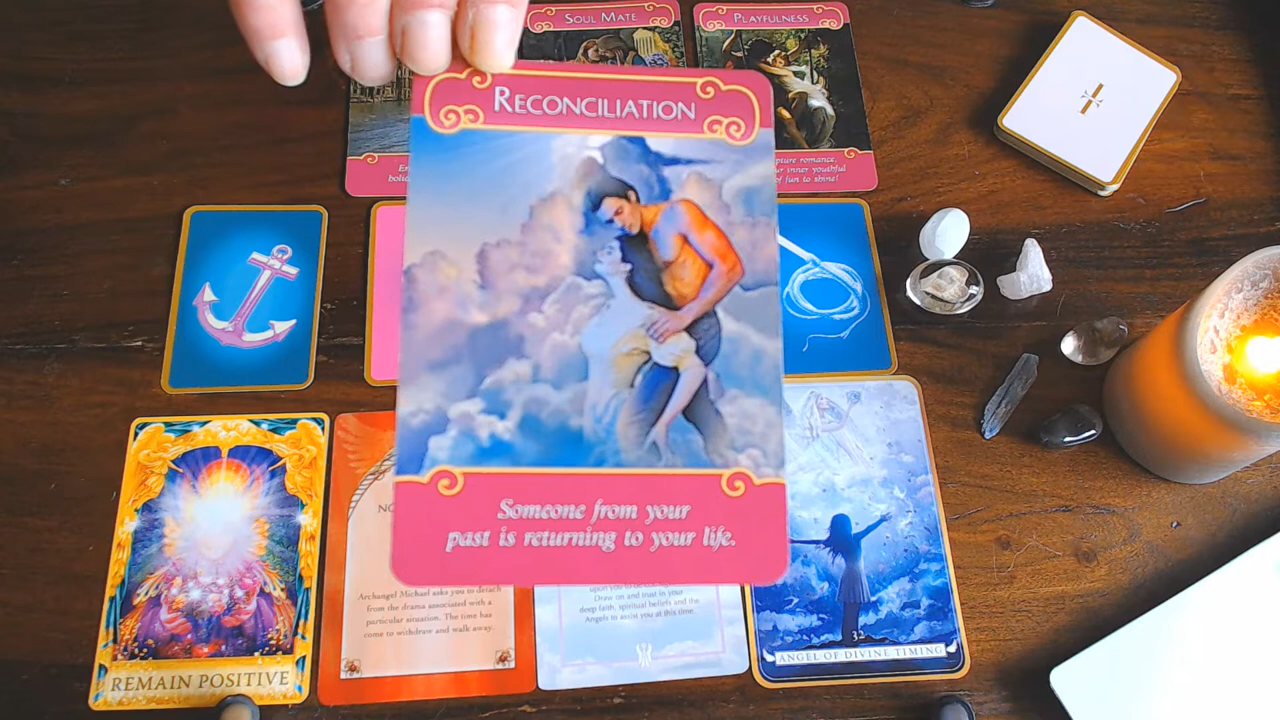 SOUL MATE
PLAYFULNESS
RECONCILIATION
pture romance.
ur inner youthful
of fun to shine!
Someone from your
past is returning to your life.
Archangel Michael asks you to detach
from the drama associated with a
particular situation. The time has
come to withdraw and walk away.
Draw on and trust in your
deep faith, spiritual beliefs and the
Angels to assist you at this time.
32
ANGEL OF DIVINE TIMING
REMAIN POSITIVE